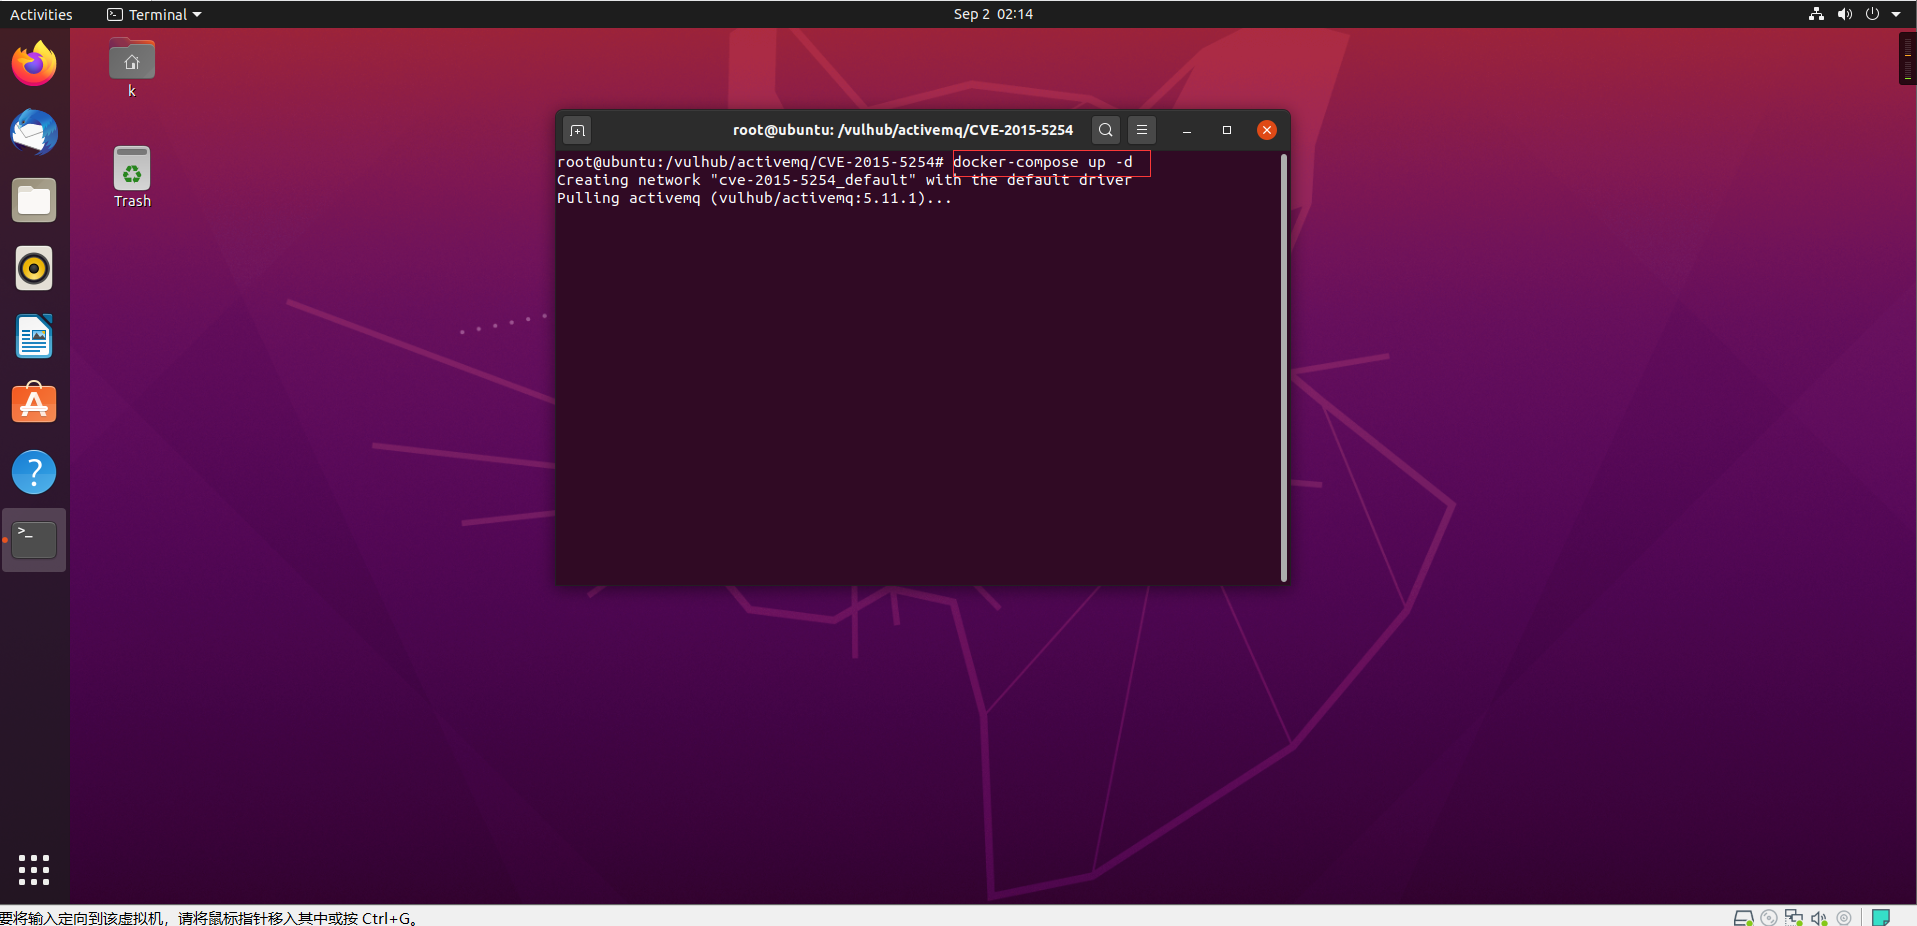 Activities
Terminal
Sep 2 02:14
k
Trash
root@ubuntu: /vulhub/activemq/CVE-2015-5254
root@ubuntu:/vulhub/activemq/CVE-2015-5254# docker-compose up -d
Creating network "cve-2015-5254_default" with the default driver
Pulling activemq (vulhub/activemq:5.11.1)...
要将输入定向到该虚拟机，请将鼠标指针移入其中或按 Ctrl+G。